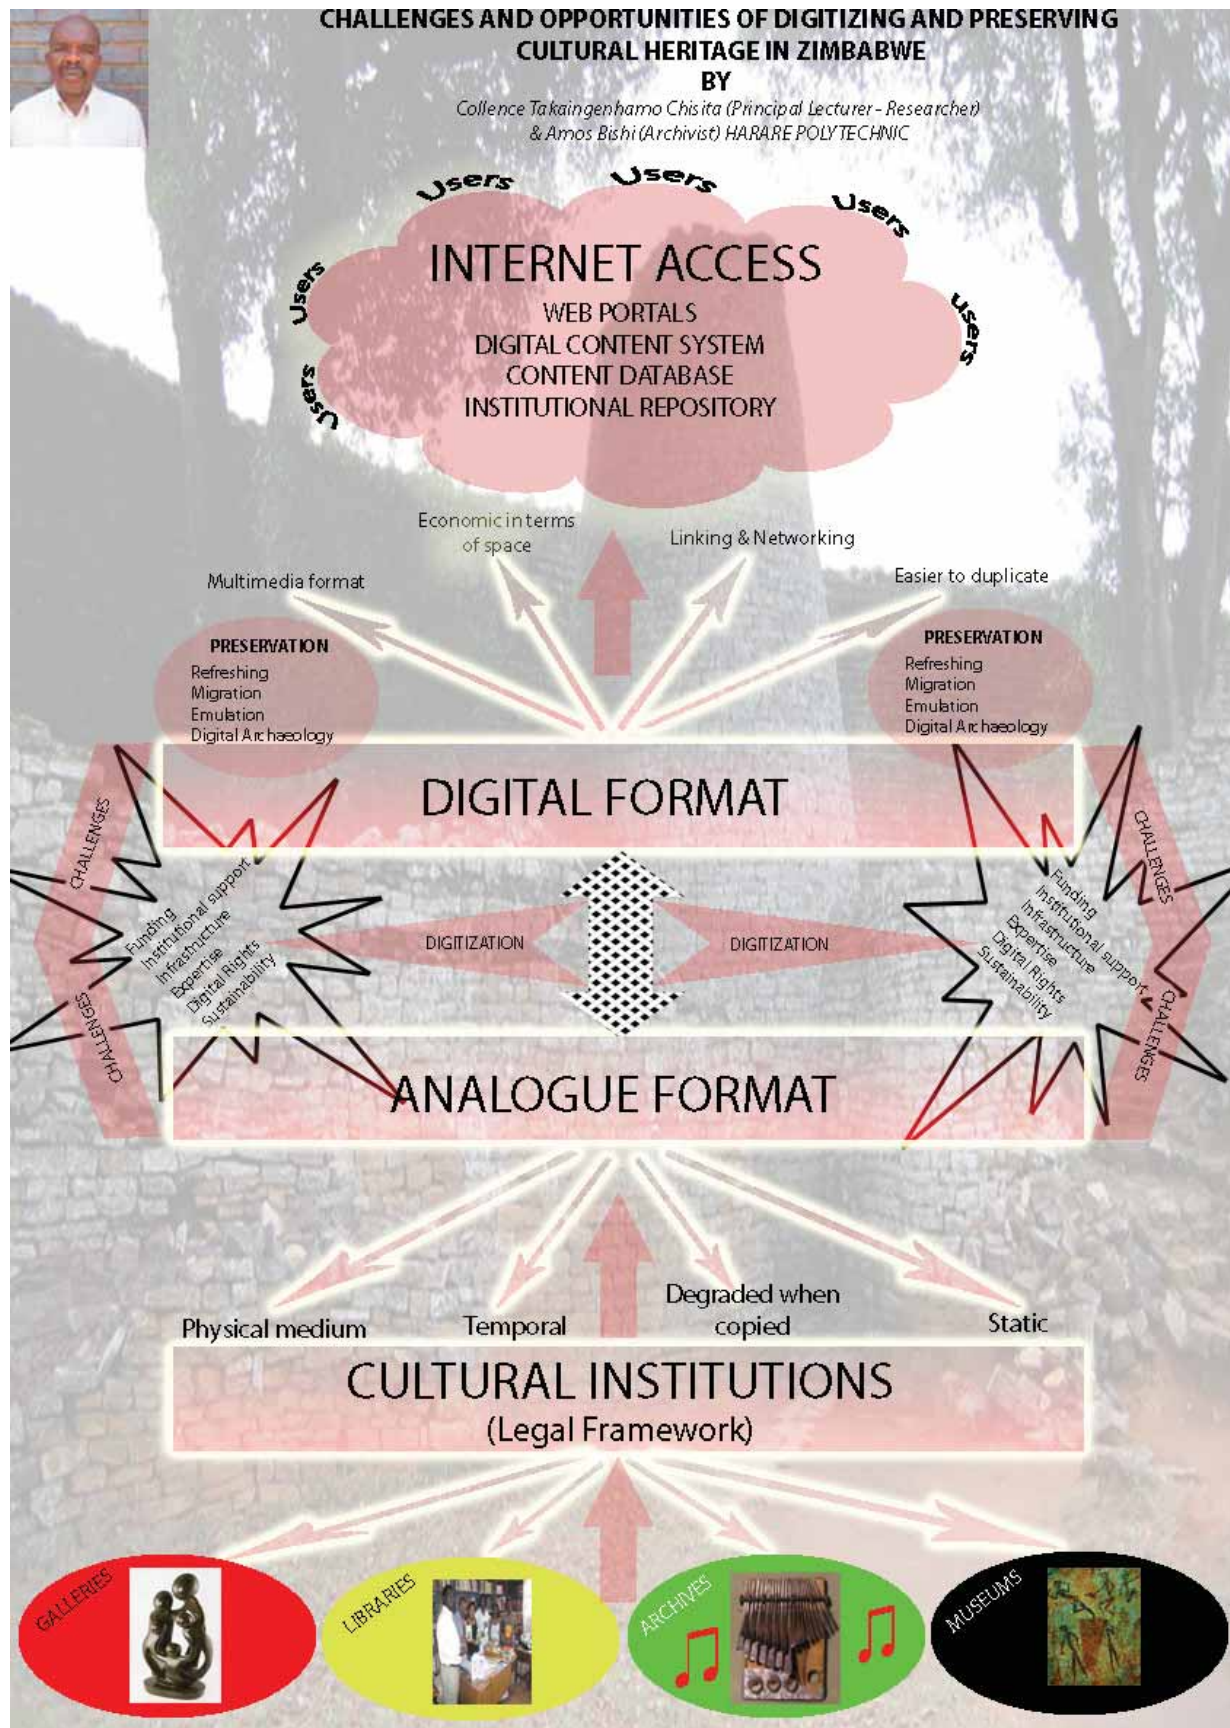 CHALLENGES AND OPPORTUNITIES OF DIGITIZING AND PRESERVING
CULTURAL HERITAGE IN ZIMBABWE
BY
Collence Takaingenhamo Chisita (Principal Lecturer - Researcher)
& Amos Bishi (Archivist) HARARE POLYTECHNIC
Users
Users
Users
Users
users
Users
INTERNET ACCESS
WEB PORTALS
DIGITAL CONTENT SYSTEM
CONTENT DATABASE
INSTITUTIONAL REPOSITORY
Economic in terms
of space
Linking & Networking
Multimedia format
Easier to duplicate
PRESERVATION
Refreshing
Migration
Emulation
Digital Archaeology
PRESERVATION
Refreshing
Migration
Emulation
Digital Archaeology
DIGITAL FORMAT
CHALLENGES
CHALLENGES
Funding
Institutional support
Infrastructure
Expertise
Digital Rights
Sustainability
DIGITIZATION
DIGITIZATION
Funding
Institutional support
Infrastructure
Expertise
Digital Rights
Sustainability
CHALLENGES
CHALLENGES
ANALOGUE FORMAT
Physical medium
Temporal
Degraded when
copied
Static
CULTURAL INSTITUTIONS
(Legal Framework)
GALLERIES
LIBRARIES
ARCHIVES
MUSEUMS